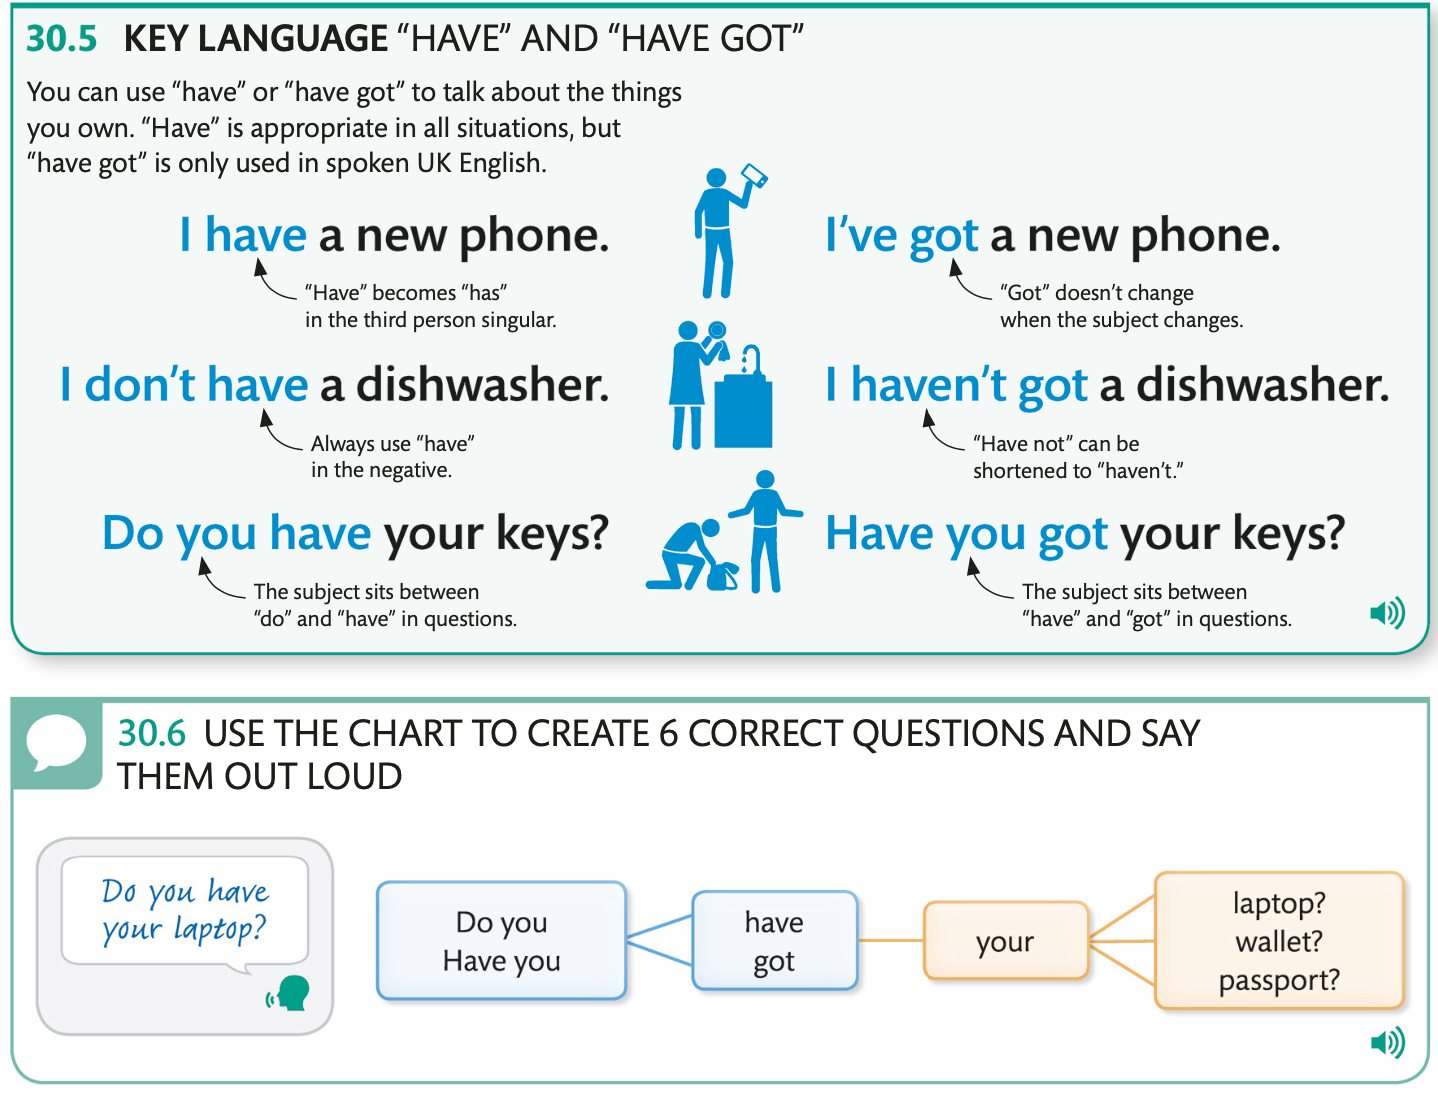 30.5 KEY LANGUAGE “HAVE” AND “HAVE GOT”
You can use “have” or “have got” to talk about the things
you own. “Have” is appropriate in all situations, but
“have got” is only used in spoken UK English.
I have a new phone.
“Have” becomes “has”
in the third person singular.
I’ve got a new phone.
“Got” doesn’t change
when the subject changes.
I don’t have a dishwasher.
Always use “have”
in the negative.
I haven’t got a dishwasher.
“Have not” can be
shortened to “haven’t.”
Do you have your keys?
The subject sits between
“do” and “have” in questions.
Have you got your keys?
The subject sits between
“have” and “got” in questions.
30.6 USE THE CHART TO CREATE 6 CORRECT QUESTIONS AND SAY
THEM OUT LOUD
Do you have
your laptop?
Do you
Have you
have
got
your
laptop?
wallet?
passport?